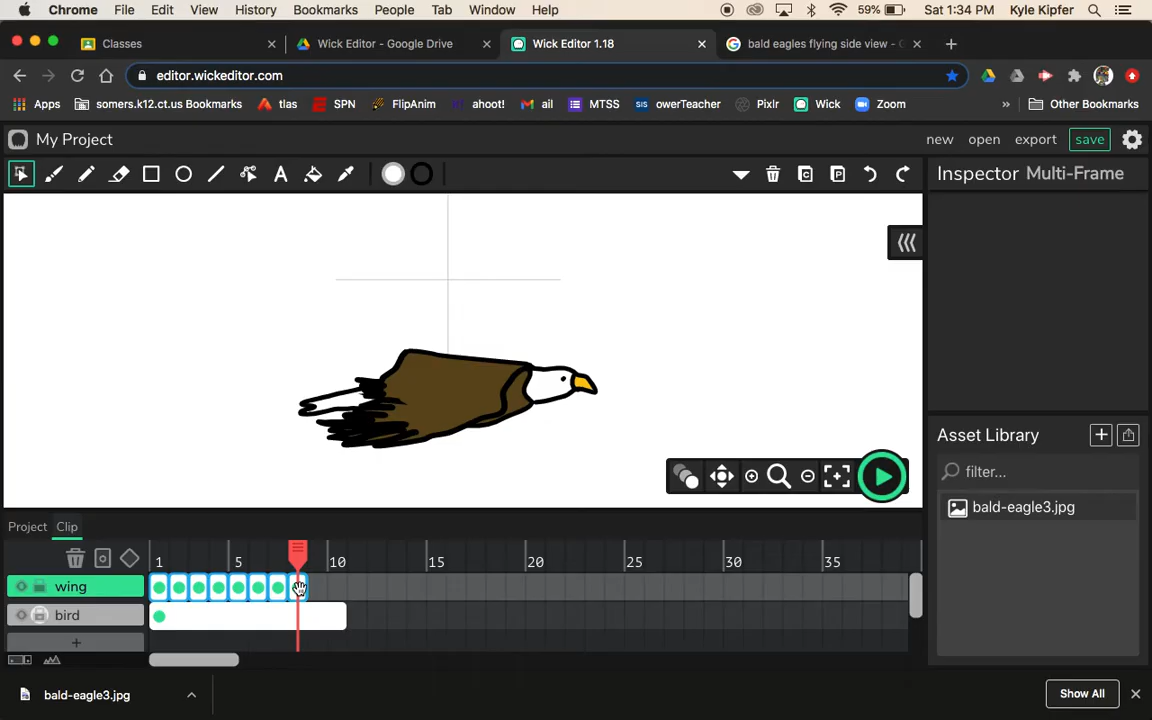 Chrome File Edit View History Bookmarks People Tab Window Help 59% Sat 1:34 PM Kyle Kipfer
Classes Wick Editor - Google Drive Wick Editor 1.18 bald eagles flying side view - G
editor.wickeditor.com
Apps somers.k12.ct.us Bookmarks tlas SPN FlipAnim ahoot! ail MTSS SIS owerTeacher Pixlr Wick Zoom » Other Bookmarks
My Project new open export save
A Inspector Multi-Frame
Asset Library
filter...
bald-eagle3.jpg
Project Clip
1 5 10 15 20 25 30 35
wing
bird
+
bald-eagle3.jpg Show All